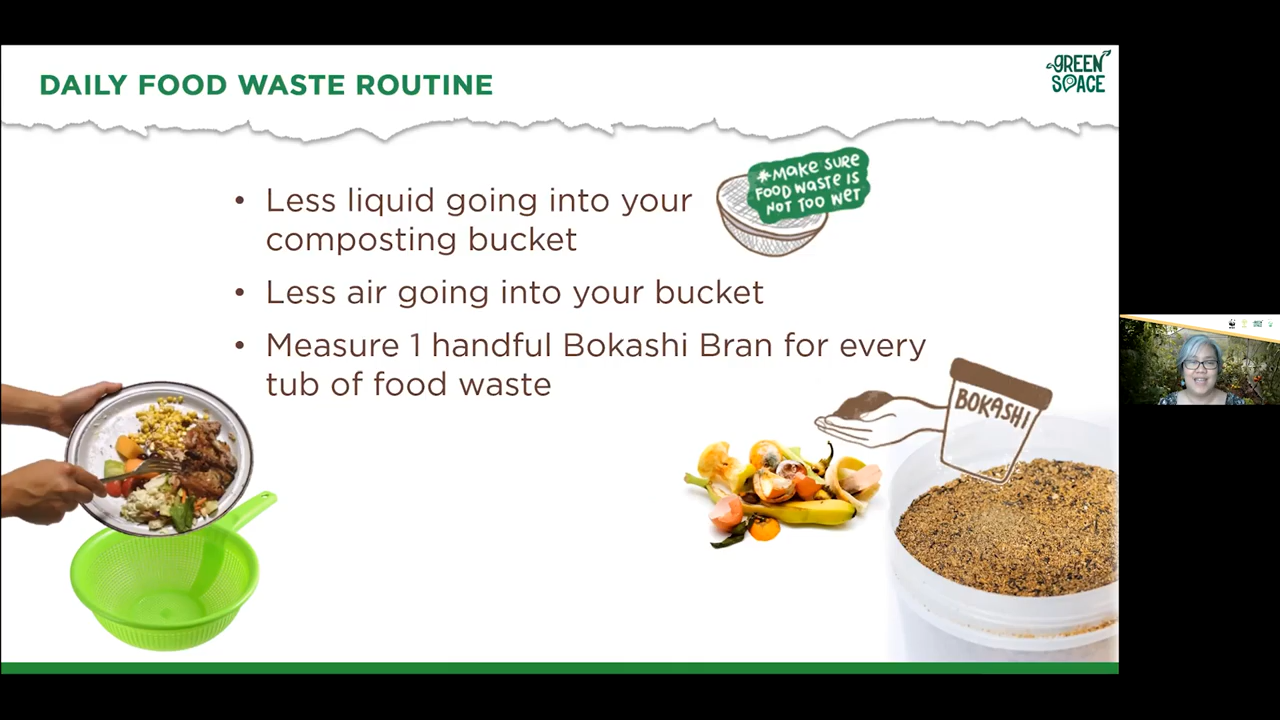 DAILY FOOD WASTE ROUTINE
GREEN
SPACE
• Less liquid going into your
composting bucket
*MAKE SURE
FOOD WASTE IS
NOT TOO WET
• Less air going into your bucket
• Measure 1 handful Bokashi Bran for every
tub of food waste
BOKASHI